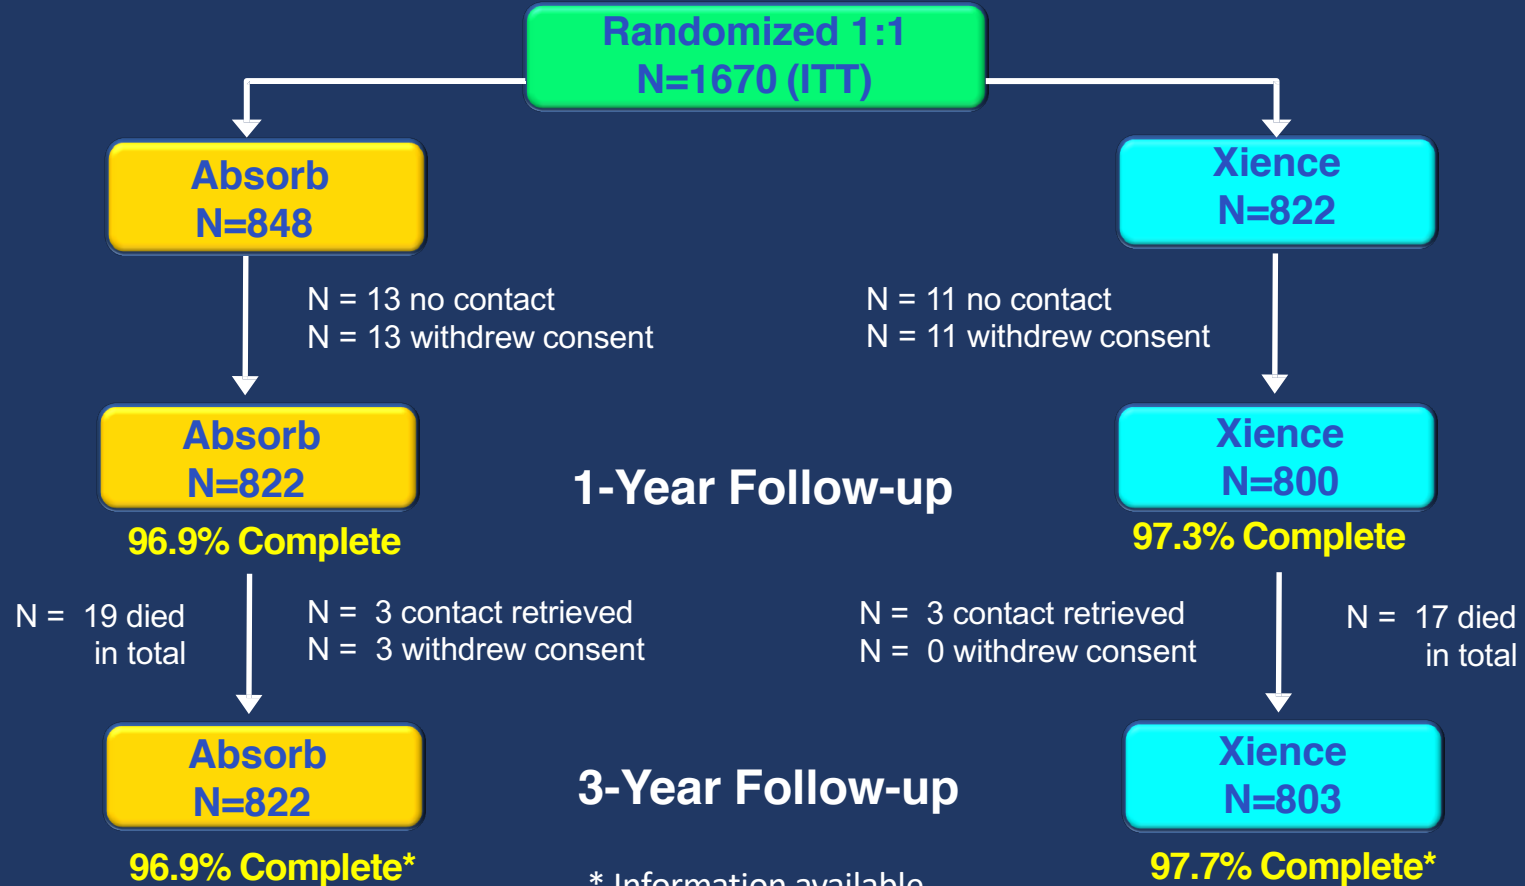 Randomized 1:1
N=1670 (ITT)
Absorb
N=848
Xience
N=822
N = 13 no contact
N = 13 withdrew consent
N = 11 no contact
N = 11 withdrew consent
Absorb
N=822
96.9% Complete
1-Year Follow-up
Xience
N=800
97.3% Complete
N = 19 died
in total
N = 3 contact retrieved
N = 3 withdrew consent
N = 3 contact retrieved
N = 0 withdrew consent
N = 17 died
in total
Absorb
N=822
96.9% Complete*
3-Year Follow-up
Xience
N=803
97.7% Complete*
* Information available